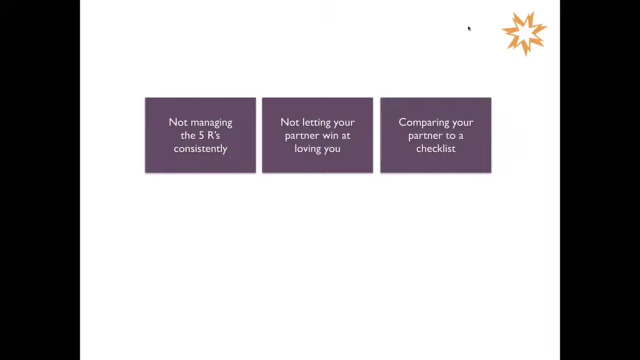 Not managing
the 5 R's
consistently
Not letting your
partner win at
loving you
Comparing your
partner to a
checklist